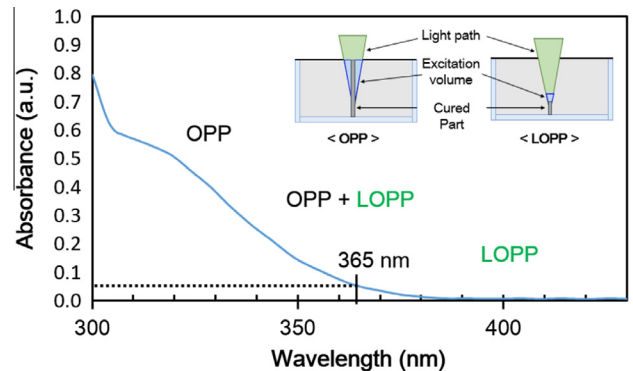 1.0
0.9
0.8
0.7
0.6
0.5
0.4
0.3
0.2
0.1
0.0
Absorbance (a.u.)
OPP
OPP + LOPP
LOPP
365 nm
Light path
Excitation
volume
Cured
Part
< OPP >
< LOPP >
300
350
400
Wavelength (nm)